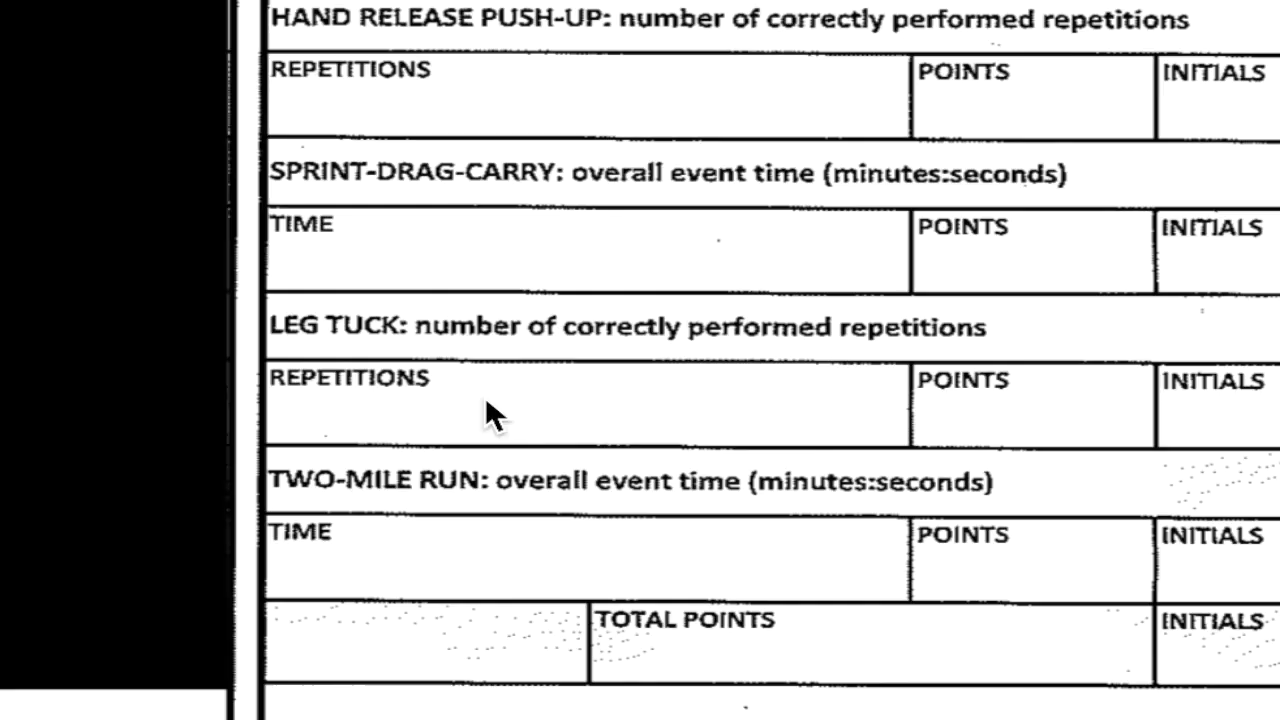 HAND RELEASE PUSH-UP: number of correctly performed repetitions
REPETITIONS POINTS INITIALS
SPRINT-DRAG-CARRY: overall event time (minutes:seconds)
TIME POINTS INITIALS
LEG TUCK: number of correctly performed repetitions
REPETITIONS POINTS INITIALS
TWO-MILE RUN: overall event time (minutes:seconds)
TIME POINTS INITIALS
TOTAL POINTS INITIALS